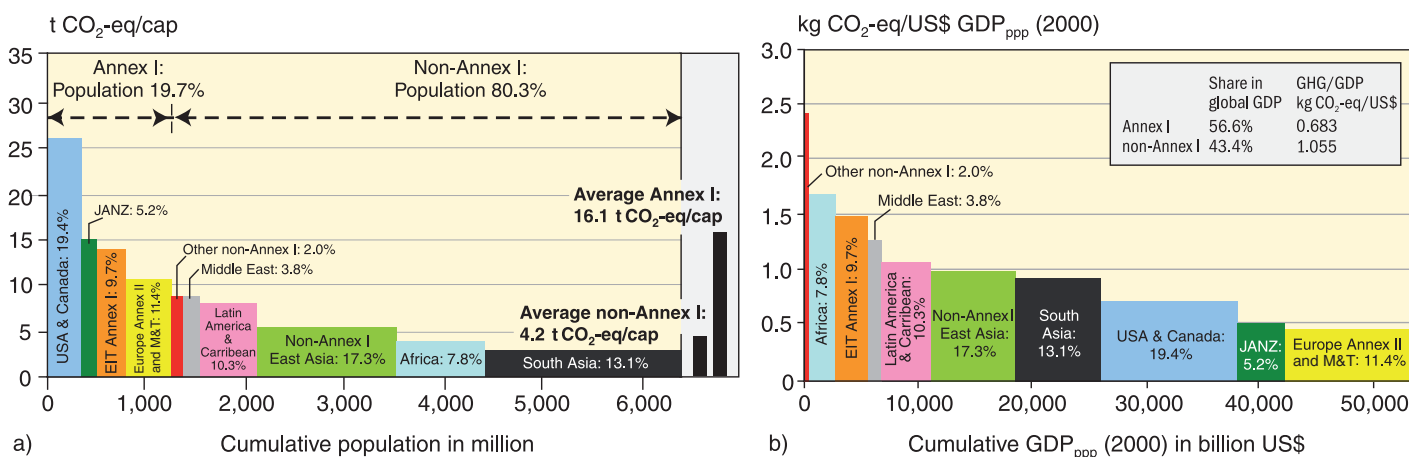 t CO₂-eq/cap
35
30
25
20
15
10
5
0
Annex I:
Population 19.7%
Non-Annex I:
Population 80.3%
USA & Canada: 19.4%
JANZ: 5.2%
EIT Annex I: 9.7%
Europe Annex II
and M&T: 11.4%
Other non-Annex I: 2.0%
Middle East: 3.8%
Latin
America
&
Carribean
10.3%
Non-Annex I
East Asia: 17.3%
Africa: 7.8%
South Asia: 13.1%
Average Annex I:
16.1 t CO₂-eq/cap
Average non-Annex I:
4.2 t CO₂-eq/cap
0 1,000 2,000 3,000 4,000 5,000 6,000
a) Cumulative population in million
kg CO₂-eq/US$ GDPppp (2000)
3.0
2.5
2.0
1.5
1.0
0.5
0
Share in GHG/GDP
global GDP kg CO₂-eq/US$
Annex I 56.6% 0.683
non-Annex I 43.4% 1.055
Other non-Annex I: 2.0%
Africa: 7.8%
EIT Annex I: 9.7%
Middle East: 3.8%
Latin America
& Carribean:
10.3%
Non-Annex I
East Asia:
17.3%
South
Asia:
13.1%
USA & Canada:
19.4%
JANZ:
5.2%
Europe Annex II
and M&T: 11.4%
0 10,000 20,000 30,000 40,000 50,000
b) Cumulative GDPppp (2000) in billion US$